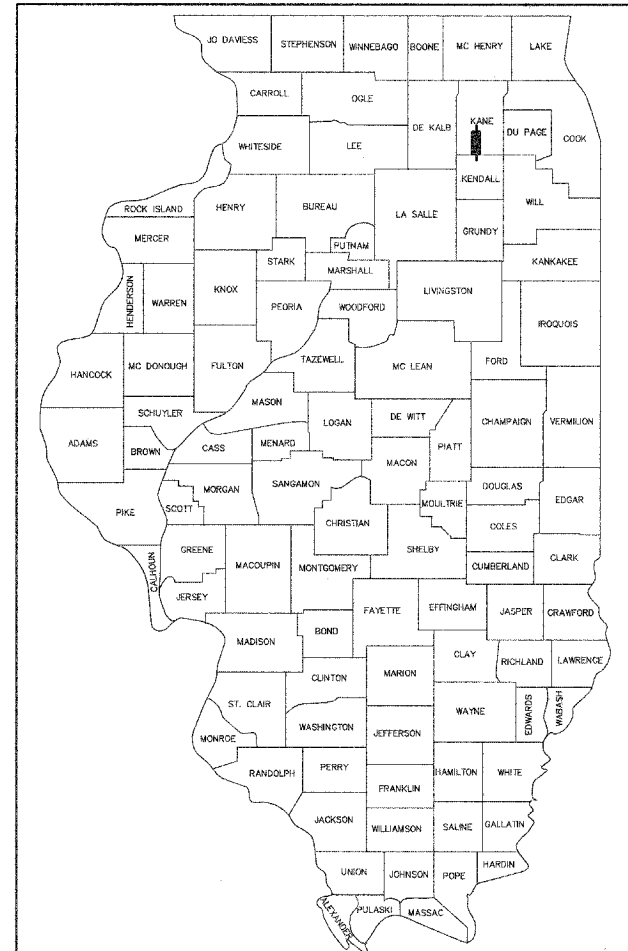 JO DAVIESS
STEPHENSON
WINNEBAGO
BOONE
MC HENRY
LAKE
CARROLL
OGLE
DE KALB
KANE
DU PAGE
COOK
WHITESIDE
LEE
KENDALL
WILL
ROCK ISLAND
HENRY
BUREAU
LA SALLE
GRUNDY
MERCER
PUTNAM
KANKAKEE
STARK
MARSHALL
HENDERSON
WARREN
KNOX
PEORIA
WOODFORD
LIVINGSTON
IROQUOIS
HANCOCK
MC DONOUGH
FULTON
TAZEWELL
MC LEAN
FORD
SCHUYLER
MASON
LOGAN
DE WITT
CHAMPAIGN
VERMILION
ADAMS
BROWN
CASS
MENARD
PIATT
MACON
SANGAMON
MORGAN
SCOTT
PIKE
CHRISTIAN
MOULTRIE
DOUGLAS
EDGAR
COLES
SHELBY
GREENE
CALHOUN
MACOUPIN
MONTGOMERY
CUMBERLAND
CLARK
JERSEY
FAYETTE
EFFINGHAM
JASPER
CRAWFORD
MADISON
BOND
CLAY
RICHLAND
LAWRENCE
CLINTON
MARION
ST. CLAIR
WAYNE
EDWARDS
WABASH
WASHINGTON
JEFFERSON
MONROE
RANDOLPH
PERRY
HAMILTON
WHITE
FRANKLIN
JACKSON
WILLIAMSON
SALINE
GALLATIN
HARDIN
UNION
JOHNSON
POPE
ALEXANDER
PULASKI
MASSAC